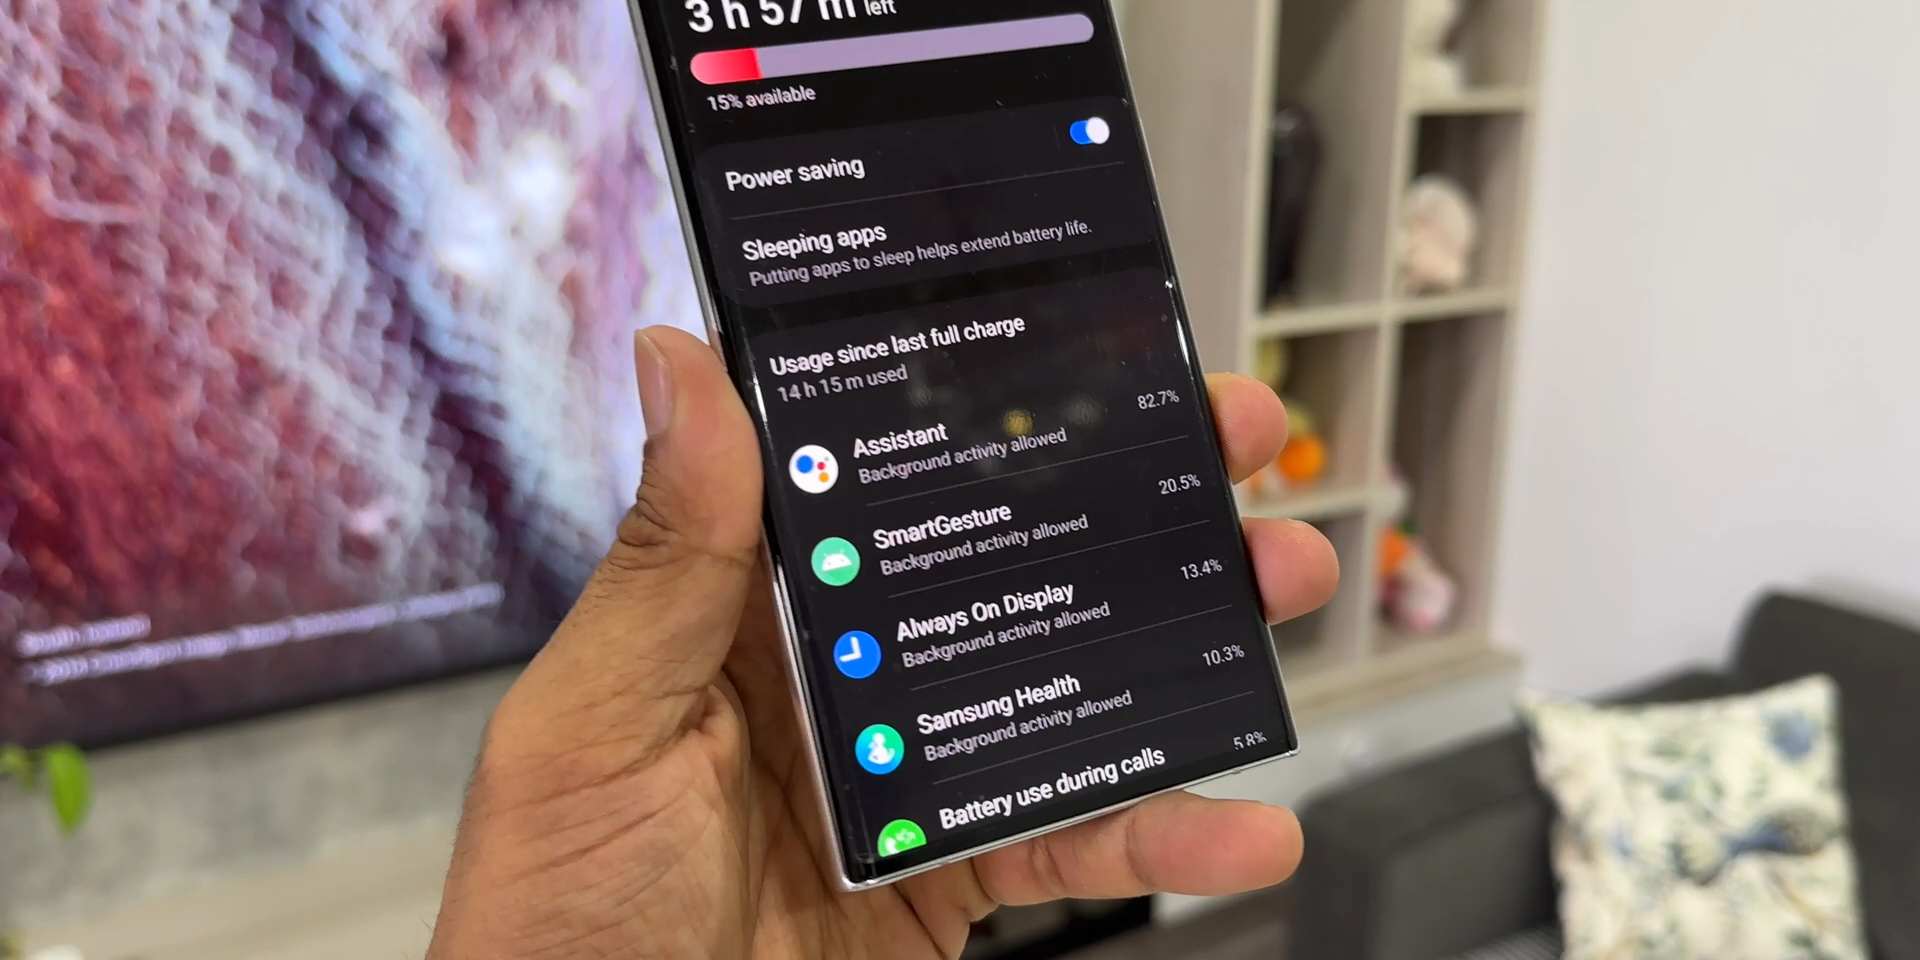 3 h 57 m left
15% available
Power saving
Sleeping apps
Putting apps to sleep helps extend battery life.
Usage since last full charge
14 h 15 m used
Assistant
82.7%
Background activity allowed
SmartGesture
20.5%
Background activity allowed
Always On Display
13.4%
Background activity allowed
Samsung Health
10.3%
Background activity allowed
Battery use during calls
5.8%